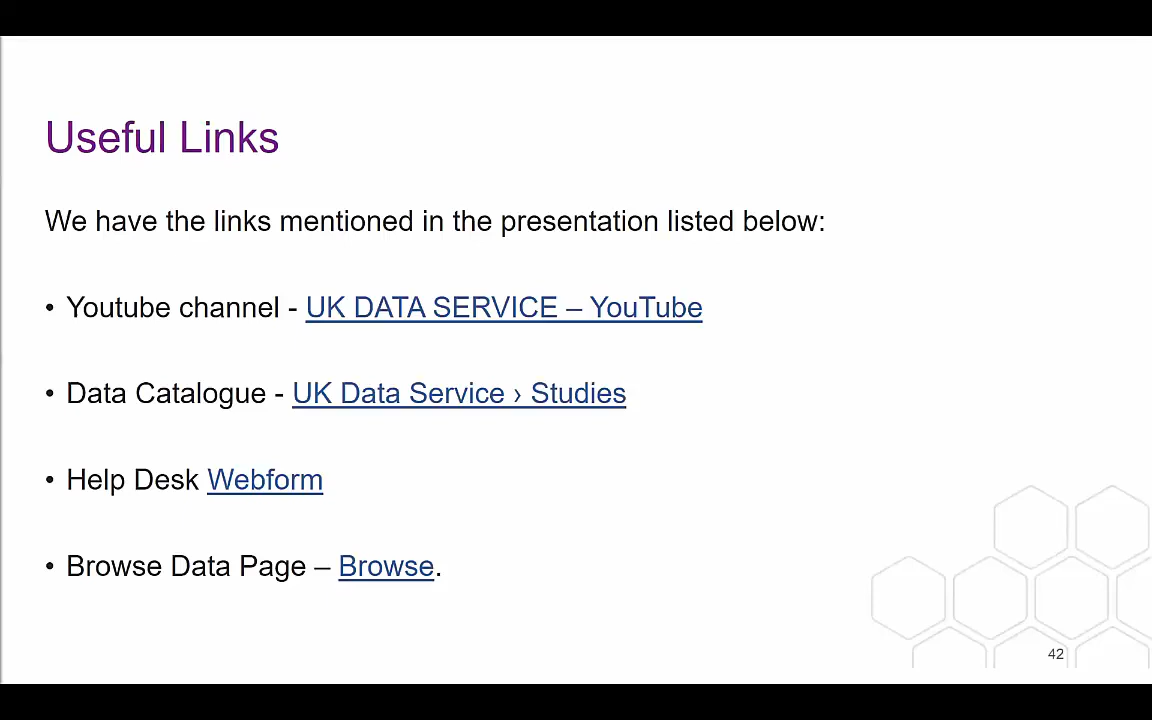 Useful Links
We have the links mentioned in the presentation listed below:
• Youtube channel - UK DATA SERVICE – YouTube
• Data Catalogue - UK Data Service › Studies
• Help Desk Webform
• Browse Data Page – Browse.
42